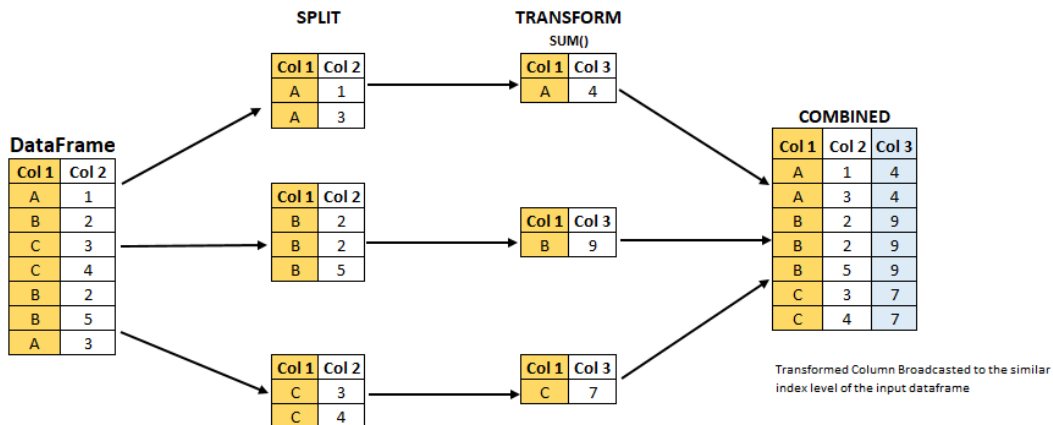 SPLIT
TRANSFORM
SUM()
Col 1 Col 2
A 1
A 3
Col 1 Col 3
A 4
DataFrame
Col 1 Col 2
A 1
B 2
C 3
C 4
B 2
B 5
A 3
Col 1 Col 2
B 2
B 2
B 5
Col 1 Col 3
B 9
Col 1 Col 2
C 3
C 4
Col 1 Col 3
C 7
COMBINED
Col 1 Col 2 Col 3
A 1 4
A 3 4
B 2 9
B 2 9
B 5 9
C 3 7
C 4 7
Transformed Column Broadcasted to the similar
index level of the input dataframe